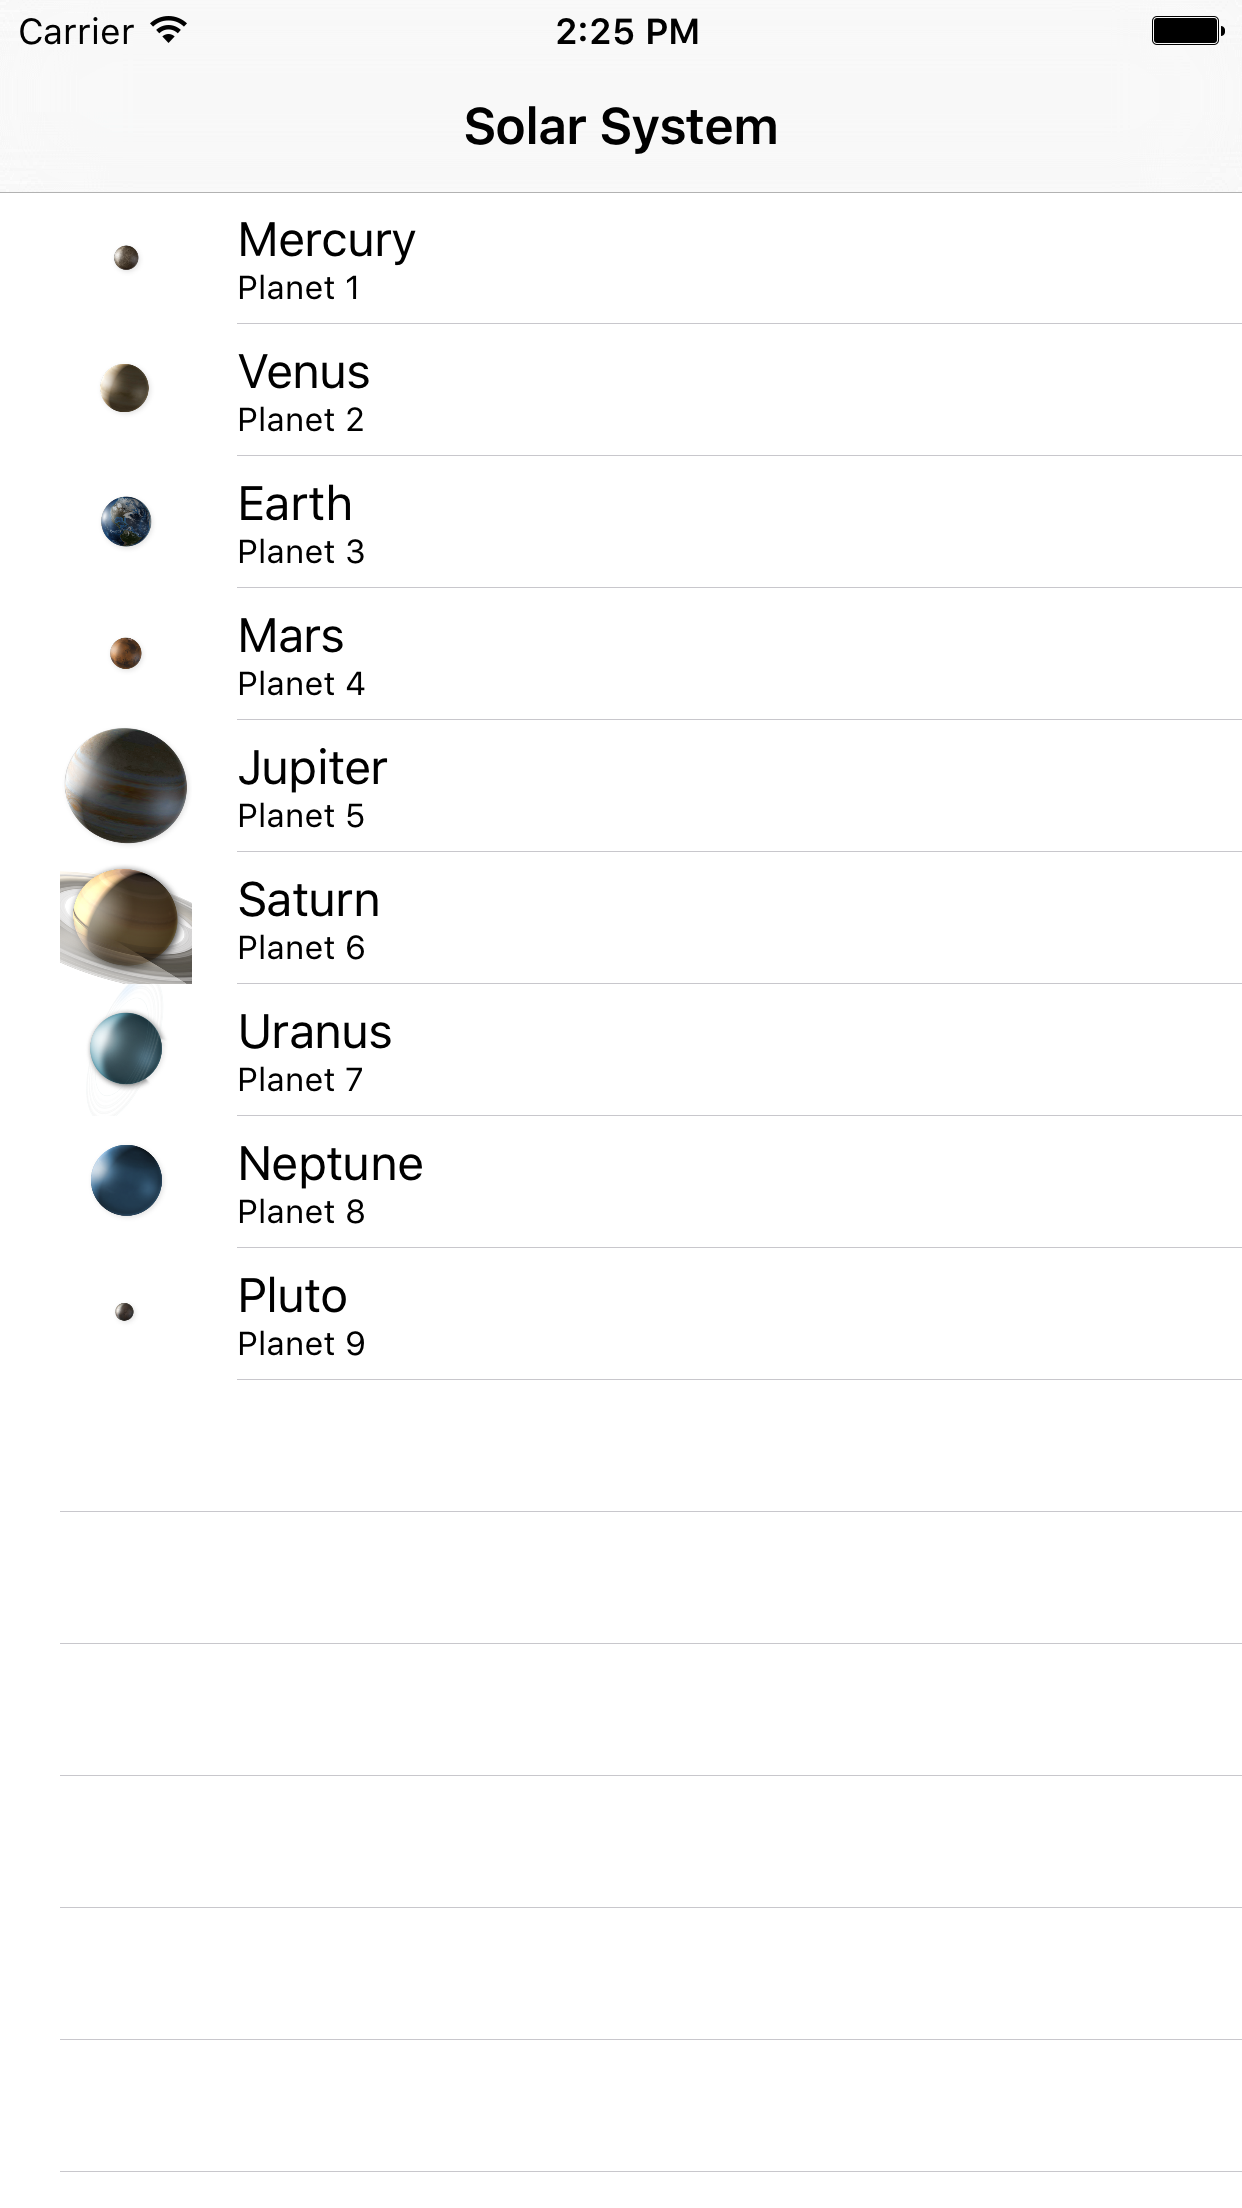 Carrier 2:25 PM
Solar System
Mercury
Planet 1
Venus
Planet 2
Earth
Planet 3
Mars
Planet 4
Jupiter
Planet 5
Saturn
Planet 6
Uranus
Planet 7
Neptune
Planet 8
Pluto
Planet 9